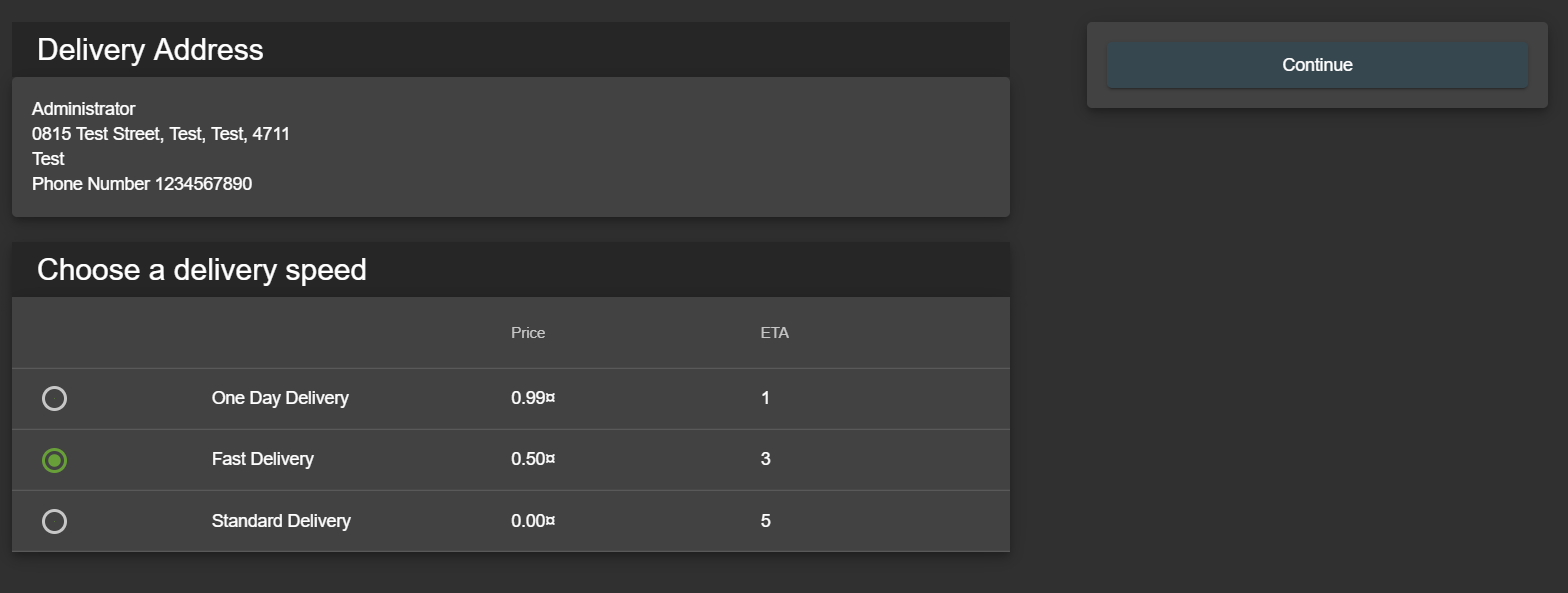 Delivery Address
Continue
Administrator
0815 Test Street, Test, Test, 4711
Test
Phone Number 1234567890
Choose a delivery speed
Price ETA
One Day Delivery 0.99¤ 1
Fast Delivery 0.50¤ 3
Standard Delivery 0.00¤ 5